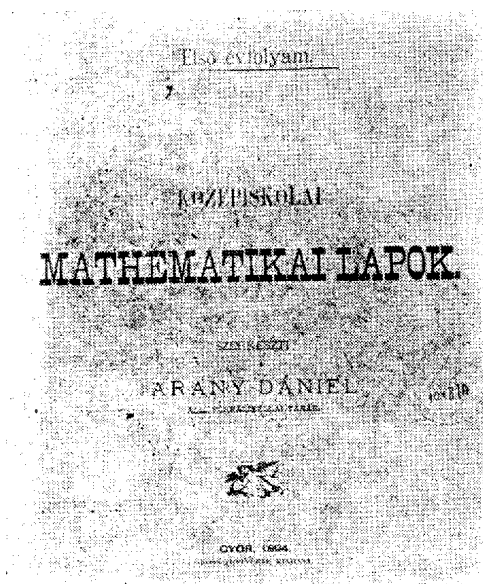 Első évfolyam.
KÖZÉPISKOLAI
MATHEMATIKAI LAPOK.
SZERKESZTI
ARANY DÁNIEL
GYŐR, 1894.